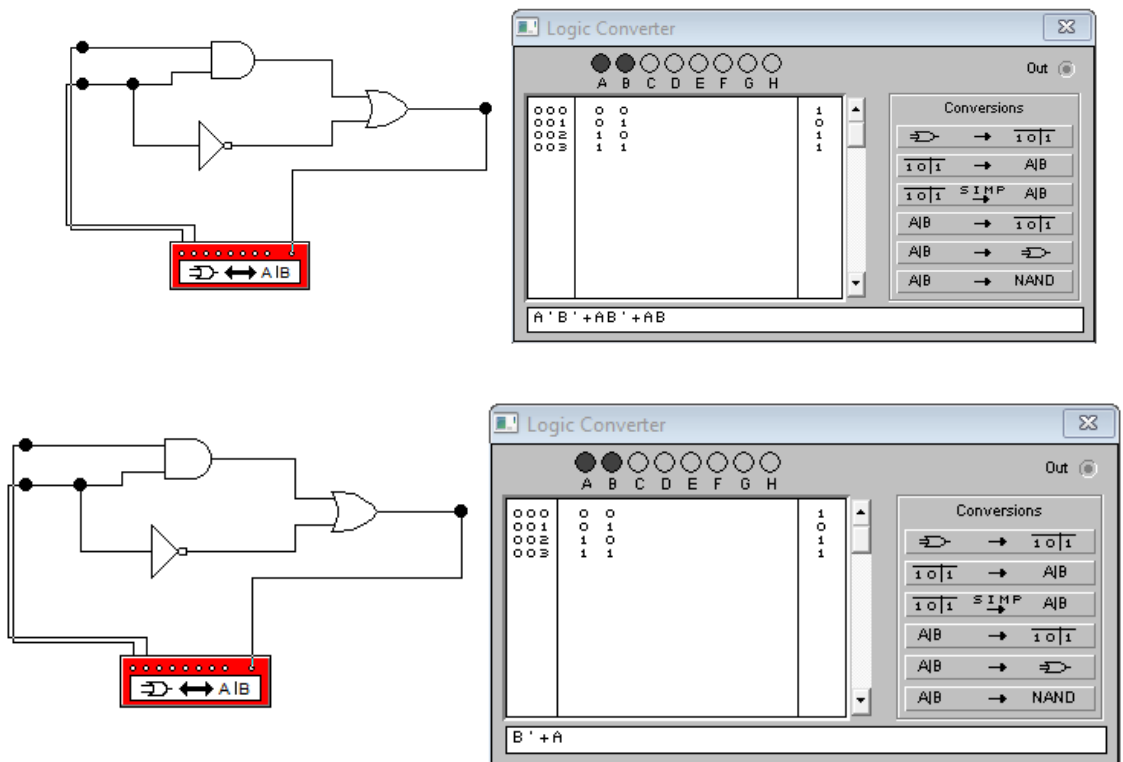 Logic Converter
A B C D E F G H
Out
000 0 0 1
001 0 1 0
002 1 0 1
003 1 1 1
Conversions
→ 1 0 1
1 0 1 → A|B
1 0 1 SIMP → A|B
A|B → 1 0 1
A|B →
A|B → NAND
A'B'+AB'+AB
A|B
Logic Converter
A B C D E F G H
Out
000 0 0 1
001 0 1 0
002 1 0 1
003 1 1 1
Conversions
→ 1 0 1
1 0 1 → A|B
1 0 1 SIMP → A|B
A|B → 1 0 1
A|B →
A|B → NAND
A|B
B'+A